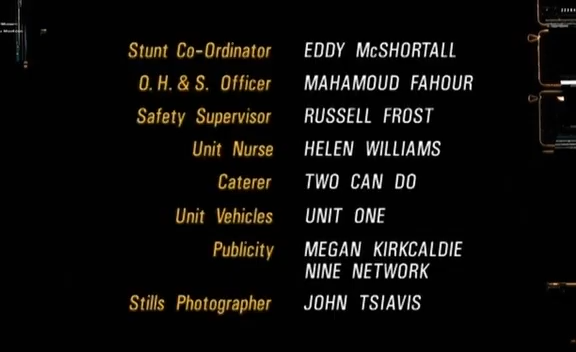 Stunt Co-Ordinator EDDY McSHORTALL
O.H. & S. Officer MAHAMOUD FAHOUR
Safety Supervisor RUSSELL FROST
Unit Nurse HELEN WILLIAMS
Caterer TWO CAN DO
Unit Vehicles UNIT ONE
Publicity MEGAN KIRKCALDIE
NINE NETWORK
Stills Photographer JOHN TSIAVIS